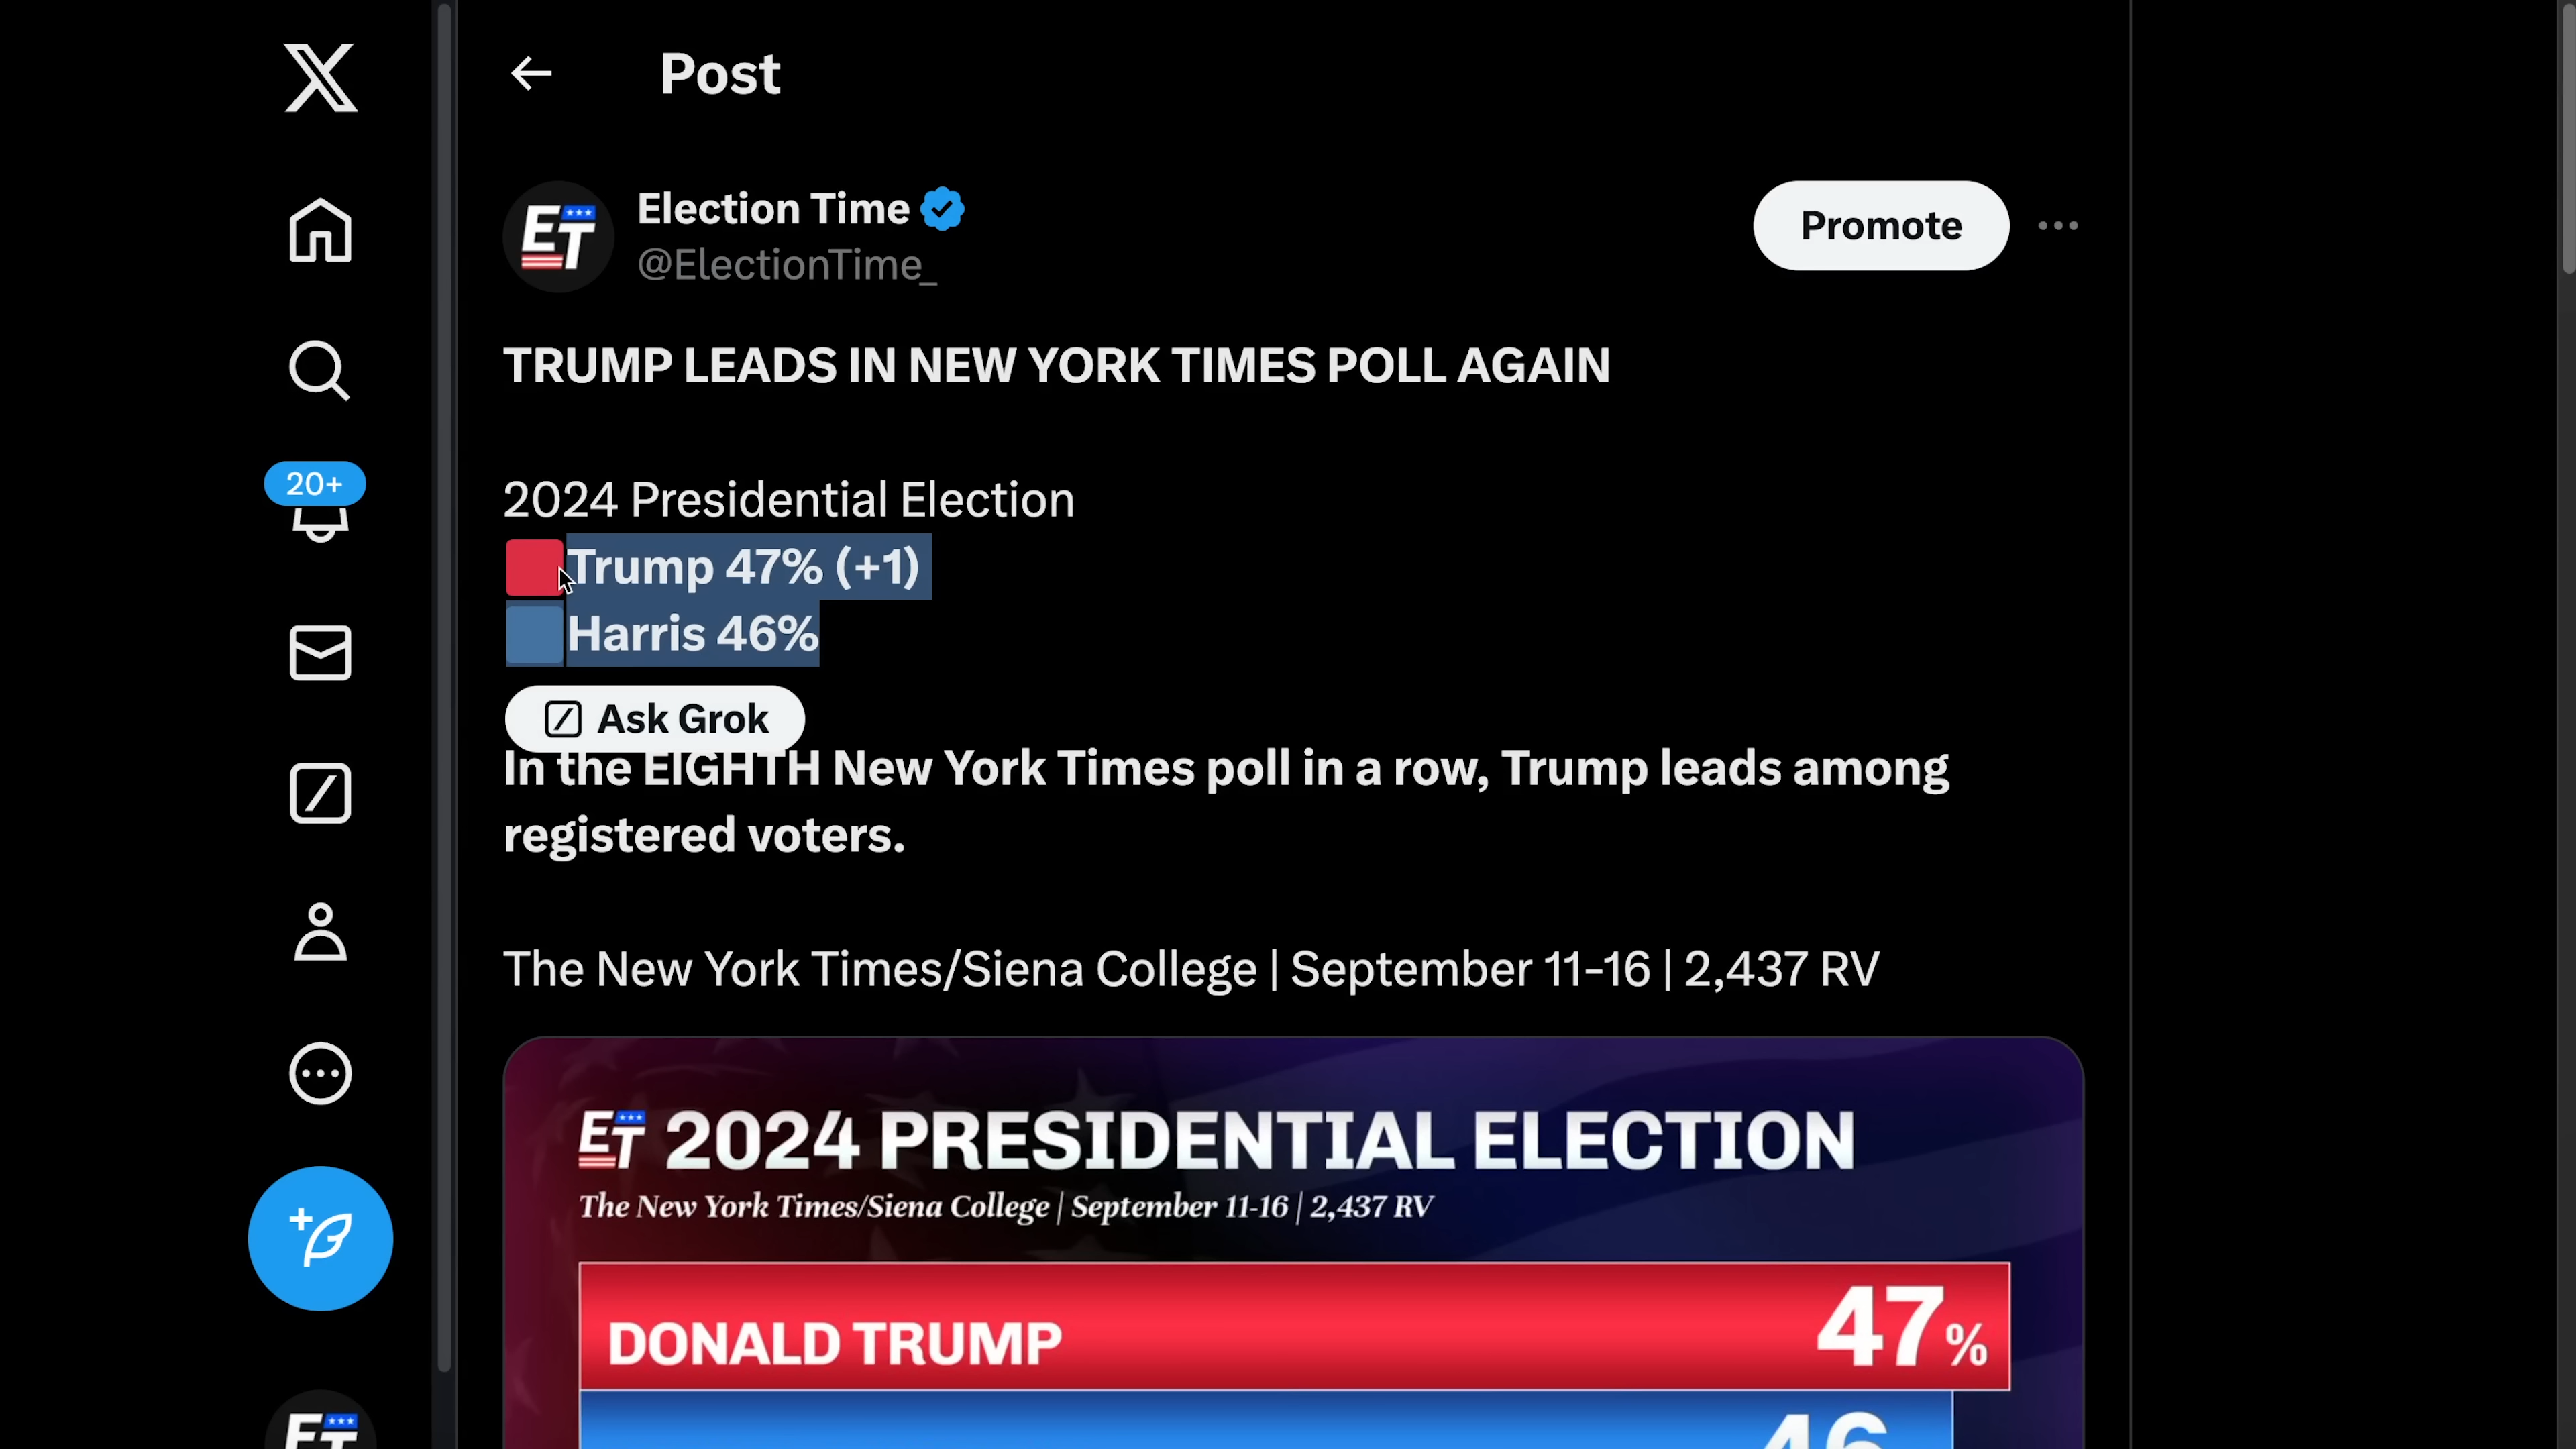 Post
Election Time
@ElectionTime_
Promote
TRUMP LEADS IN NEW YORK TIMES POLL AGAIN
20+
2024 Presidential Election
Trump 47% (+1)
Harris 46%
Ask Grok
In the EIGHTH New York Times poll in a row, Trump leads among
registered voters.
The New York Times/Siena College | September 11-16 | 2,437 RV
ET 2024 PRESIDENTIAL ELECTION
The New York Times/Siena College | September 11-16 | 2,437 RV
DONALD TRUMP 47%
46
ET